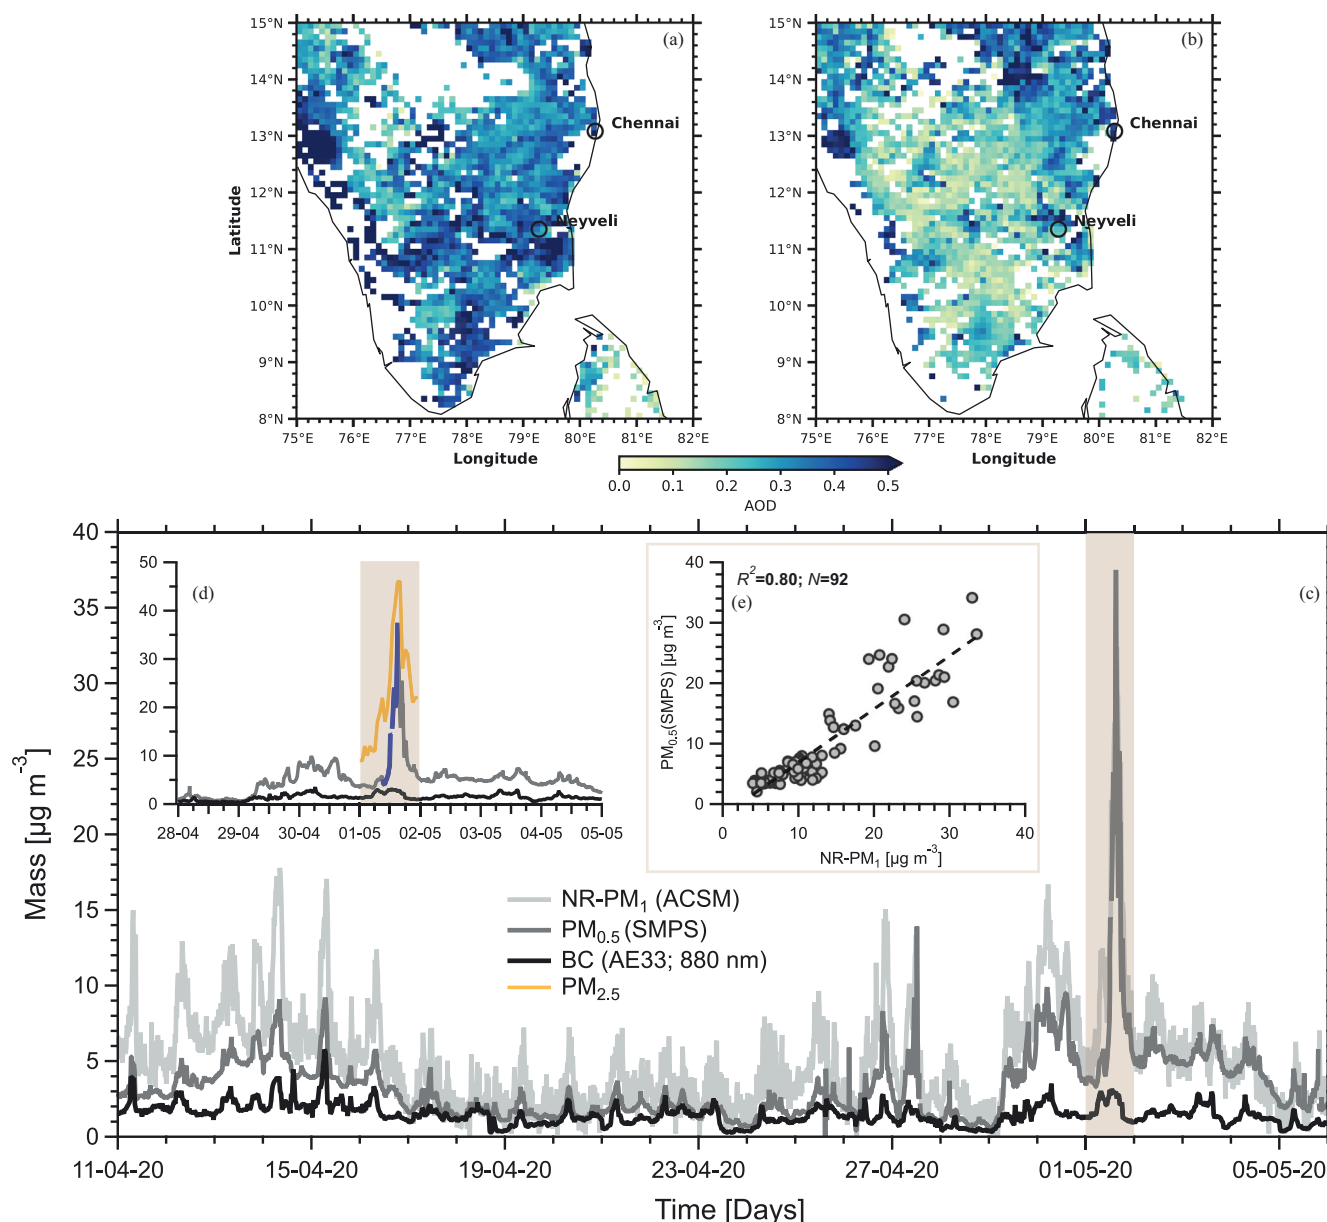 15°N
14°N
13°N
12°N
11°N
10°N
9°N
8°N
Latitude
(a)
Chennai
Neyveli
75°E 76°E 77°E 78°E 79°E 80°E 81°E 82°E
Longitude
15°N
14°N
13°N
12°N
11°N
10°N
9°N
8°N
(b)
Chennai
Neyveli
75°E 76°E 77°E 78°E 79°E 80°E 81°E 82°E
Longitude
0.0 0.1 0.2 0.3 0.4 0.5
AOD
40
35
30
25
20
15
10
5
0
Mass [µg m⁻³]
50
40
30
20
10
0
(d)
28-04 29-04 30-04 01-05 02-05 03-05 04-05 05-05
R²=0.80; N=92
(e)
40
30
20
10
0
PM₀.₅(SMPS) [µg m⁻³]
0 10 20 30 40
NR-PM₁ [µg m⁻³]
(c)
NR-PM₁ (ACSM)
PM₀.₅ (SMPS)
BC (AE33; 880 nm)
PM₂.₅
11-04-20 15-04-20 19-04-20 23-04-20 27-04-20 01-05-20 05-05-20
Time [Days]